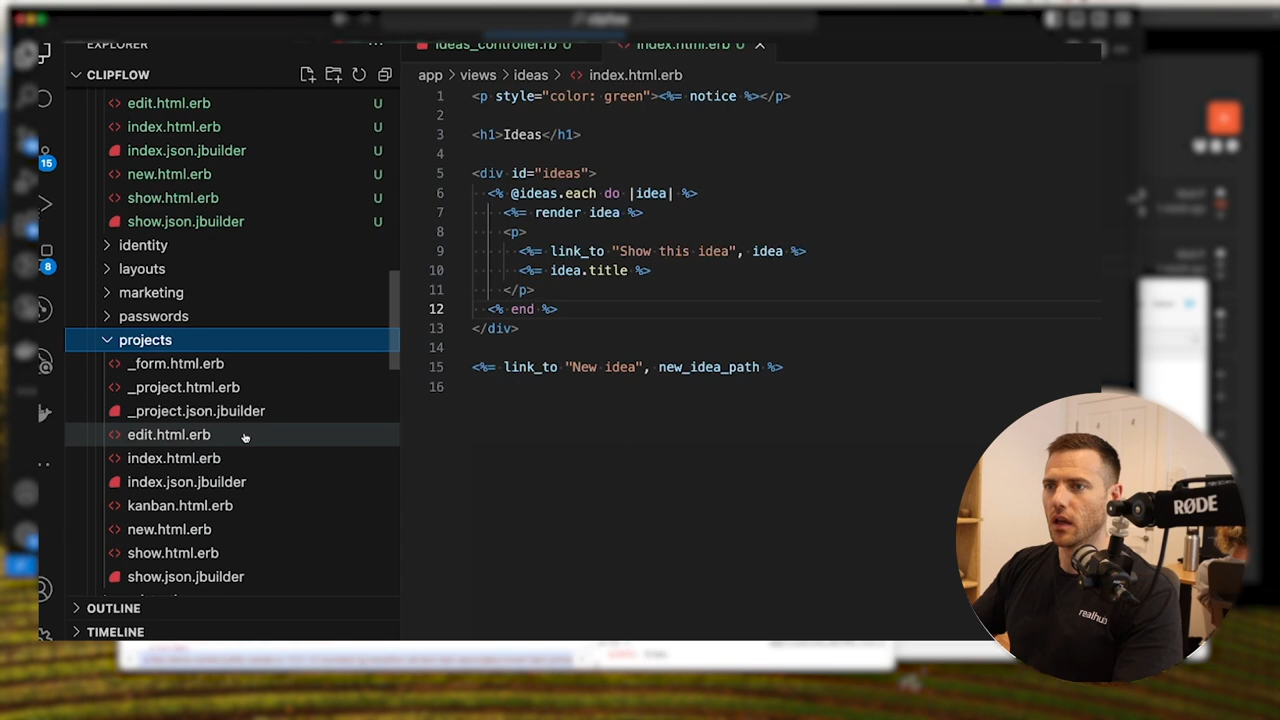 EXPLORER
CLIPFLOW
edit.html.erb U
index.html.erb U
index.json.jbuilder U
new.html.erb U
show.html.erb U
show.json.jbuilder U
identity
layouts
marketing
passwords
projects
_form.html.erb
_project.html.erb
_project.json.jbuilder
edit.html.erb
index.html.erb
index.json.jbuilder
kanban.html.erb
new.html.erb
show.html.erb
show.json.jbuilder
OUTLINE
TIMELINE
15
8
ideas_controller.rb U
index.html.erb U
app > views > ideas > <> index.html.erb
1 <p style="color: green"><%= notice %></p>
2
3 <h1>Ideas</h1>
4
5 <div id="ideas">
6 <% @ideas.each do |idea| %>
7 <%= render idea %>
8 <p>
9 <%= link_to "Show this idea", idea %>
10 <%= idea.title %>
11 </p>
12 <% end %>
13 </div>
14
15 <%= link_to "New idea", new_idea_path %>
16
RØDE
realhub